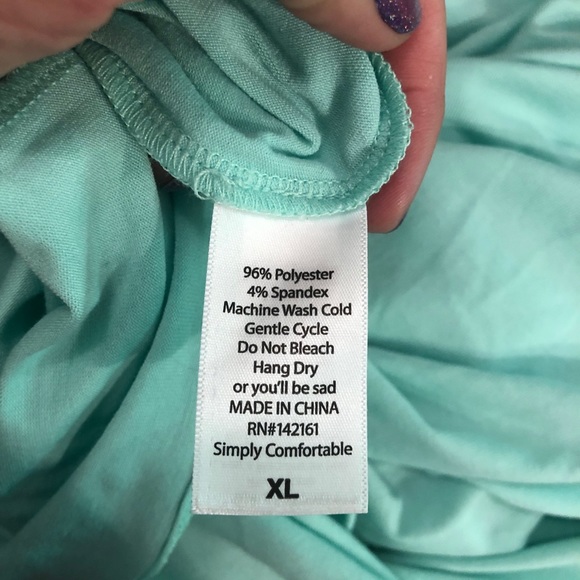 96% Polyester
4% Spandex
Machine Wash Cold
Gentle Cycle
Do Not Bleach
Hang Dry
or you'll be sad
MADE IN CHINA
RN#142161
Simply Comfortable
XL